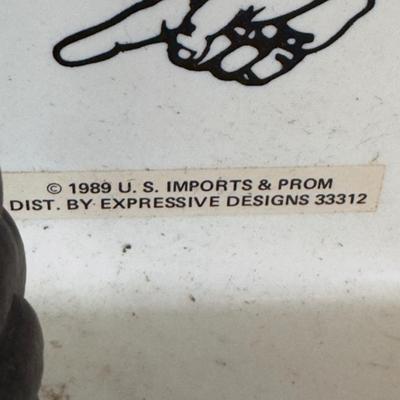 © 1989 U. S. IMPORTS & PROM
DIST. BY EXPRESSIVE DESIGNS 33312